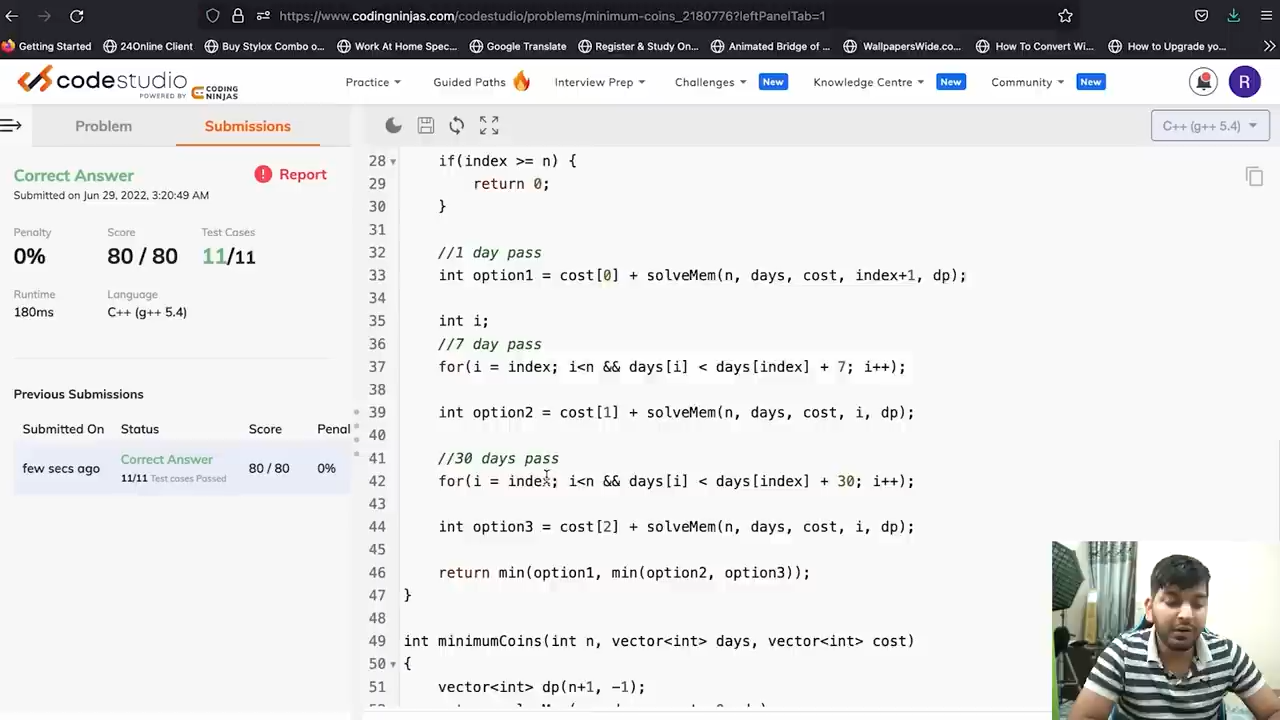 https://www.codingninjas.com/codestudio/problems/minimum-coins_2180776?leftPanelTab=1
Getting Started 24Online Client Buy Stylox Combo o... Work At Home Spec... Google Translate Register & Study On... Animated Bridge of ... WallpapersWide.co... How To Convert Wi... How to Upgrade yo...
codestudio
POWERED BY CODING NINJAS
Practice Guided Paths Interview Prep Challenges New Knowledge Centre New Community New R
Problem Submissions C++ (g++ 5.4)
Correct Answer Report
Submitted on Jun 29, 2022, 3:20:49 AM
Penalty Score Test Cases
0% 80 / 80 11/11
Runtime Language
180ms C++ (g++ 5.4)
Previous Submissions
Submitted On Status Score Penal
few secs ago Correct Answer 80 / 80 0%
11/11 Test cases Passed
28 if(index >= n) {
29 return 0;
30 }
31
32 //1 day pass
33 int option1 = cost[0] + solveMem(n, days, cost, index+1, dp);
34
35 int i;
36 //7 day pass
37 for(i = index; i<n && days[i] < days[index] + 7; i++);
38
39 int option2 = cost[1] + solveMem(n, days, cost, i, dp);
40
41 //30 days pass
42 for(i = index; i<n && days[i] < days[index] + 30; i++);
43
44 int option3 = cost[2] + solveMem(n, days, cost, i, dp);
45
46 return min(option1, min(option2, option3));
47 }
48
49 int minimumCoins(int n, vector<int> days, vector<int> cost)
50 {
51 vector<int> dp(n+1, -1);